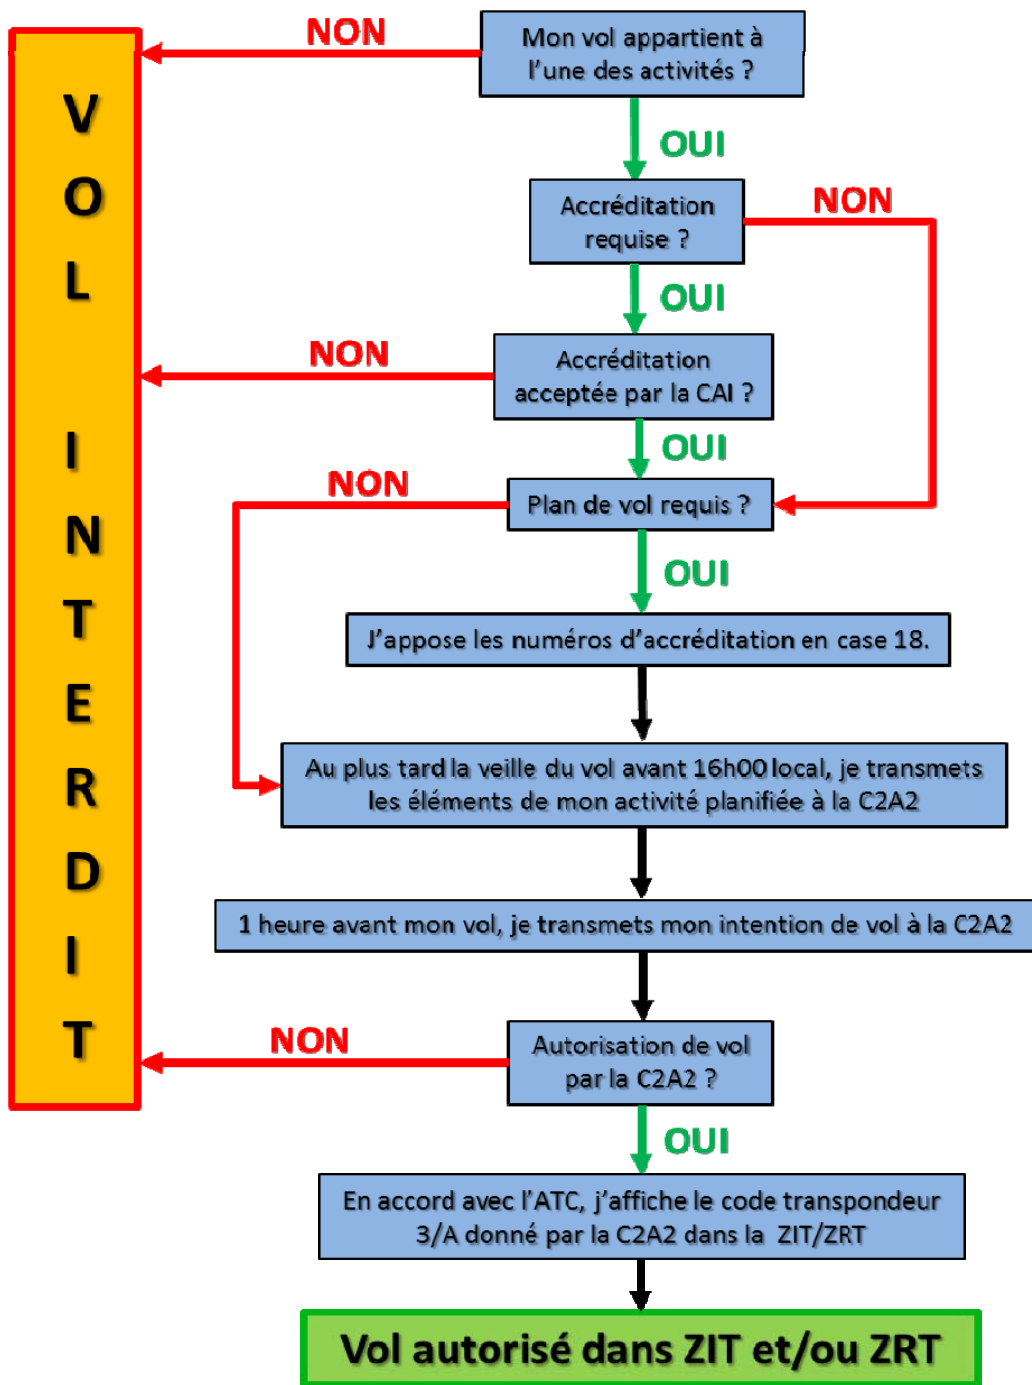 NON
Mon vol appartient à
l'une des activités ?
OUI
Accréditation
requise ?
NON
OUI
NON
Accréditation
acceptée par la CAI ?
OUI
NON
Plan de vol requis ?
OUI
J'appose les numéros d'accréditation en case 18.
Au plus tard la veille du vol avant 16h00 local, je transmets
les éléments de mon activité planifiée à la C2A2
1 heure avant mon vol, je transmets mon intention de vol à la C2A2
NON
Autorisation de vol
par la C2A2 ?
OUI
En accord avec l'ATC, j'affiche le code transpondeur
3/A donné par la C2A2 dans la ZIT/ZRT
Vol autorisé dans ZIT et/ou ZRT
VOL INTERDIT